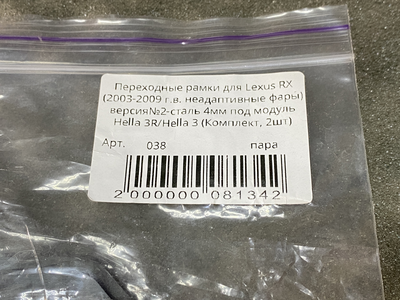 Переходные рамки для Lexus RX
(2003-2009 г.в. неадаптивные фары)
версия№2-сталь 4мм под модуль
Hella 3R/Hella 3 (Комплект, 2шт)
Арт. 038 пара
2 000000 081342